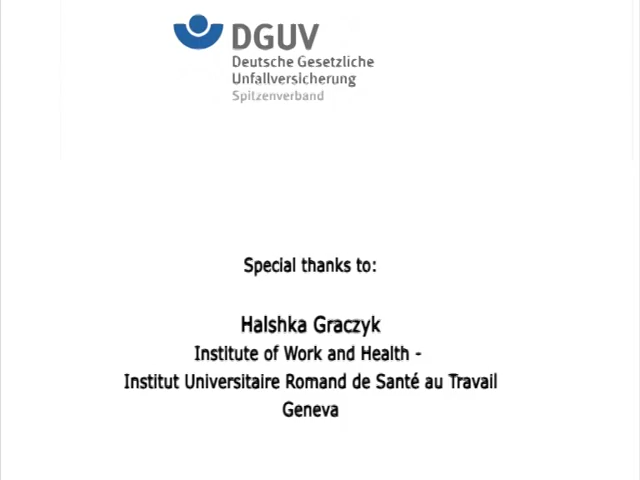 DGUV
Deutsche Gesetzliche
Unfallversicherung
Spitzenverband
Special thanks to:
Halshka Graczyk
Institute of Work and Health -
Institut Universitaire Romand de Santé au Travail
Geneva